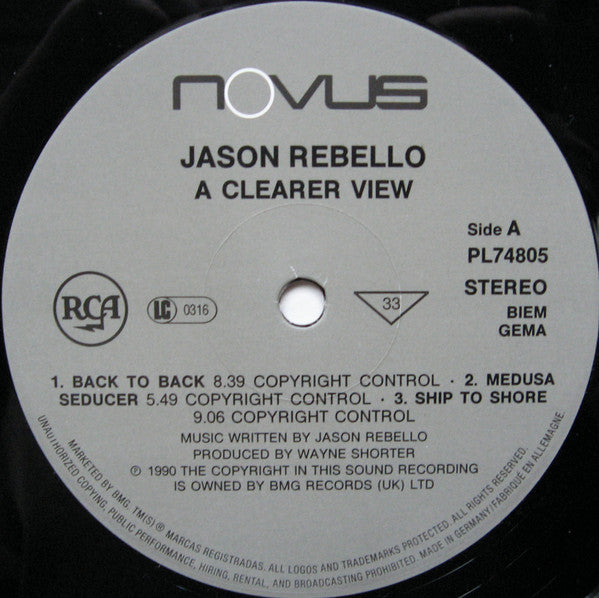 NOVUS
JASON REBELLO
A CLEARER VIEW
Side A
PL74805
STEREO
BIEM
GEMA
RCA
LC 0316
33
1. BACK TO BACK 8.39 COPYRIGHT CONTROL · 2. MEDUSA
SEDUCER 5.49 COPYRIGHT CONTROL · 3. SHIP TO SHORE
9.06 COPYRIGHT CONTROL
MUSIC WRITTEN BY JASON REBELLO
PRODUCED BY WAYNE SHORTER
℗ 1990 THE COPYRIGHT IN THIS SOUND RECORDING
IS OWNED BY BMG RECORDS (UK) LTD
MARKETED BY BMG. TM(S) ® MARCAS REGISTRADAS. ALL LOGOS AND TRADEMARKS PROTECTED. ALL RIGHTS RESERVED.
UNAUTHORIZED COPYING, PUBLIC PERFORMANCE, HIRING, RENTAL, AND BROADCASTING PROHIBITED. MADE IN GERMANY/FABRIQUÉ EN ALLEMAGNE.